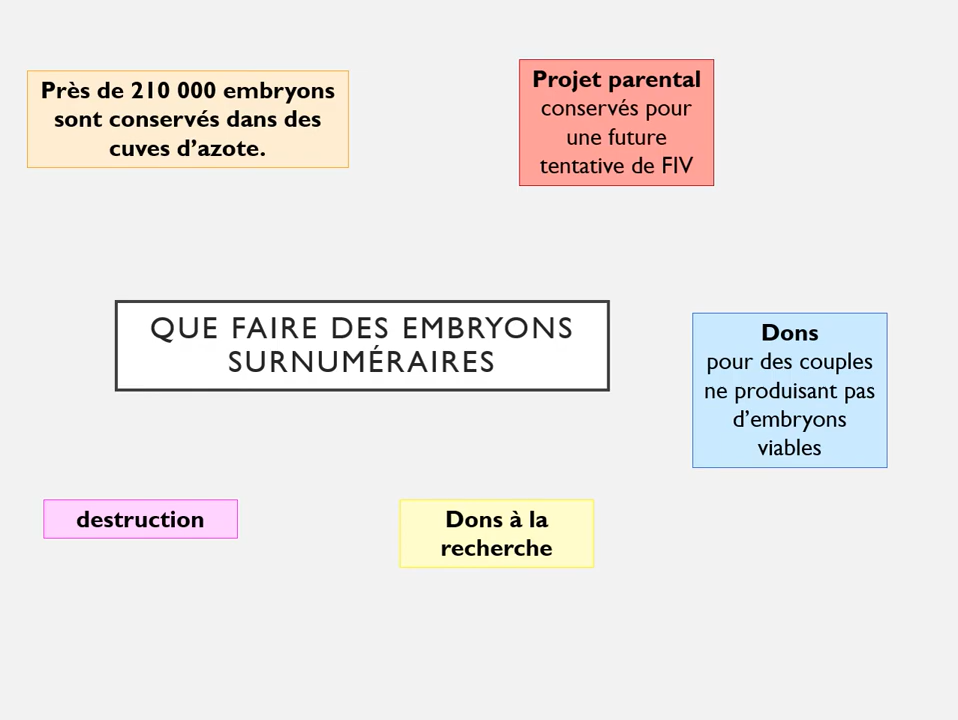 Près de 210 000 embryons
sont conservés dans des
cuves d’azote.
Projet parental
conservés pour
une future
tentative de FIV
QUE FAIRE DES EMBRYONS
SURNUMÉRAIRES
Dons
pour des couples
ne produisant pas
d’embryons
viables
destruction
Dons à la
recherche